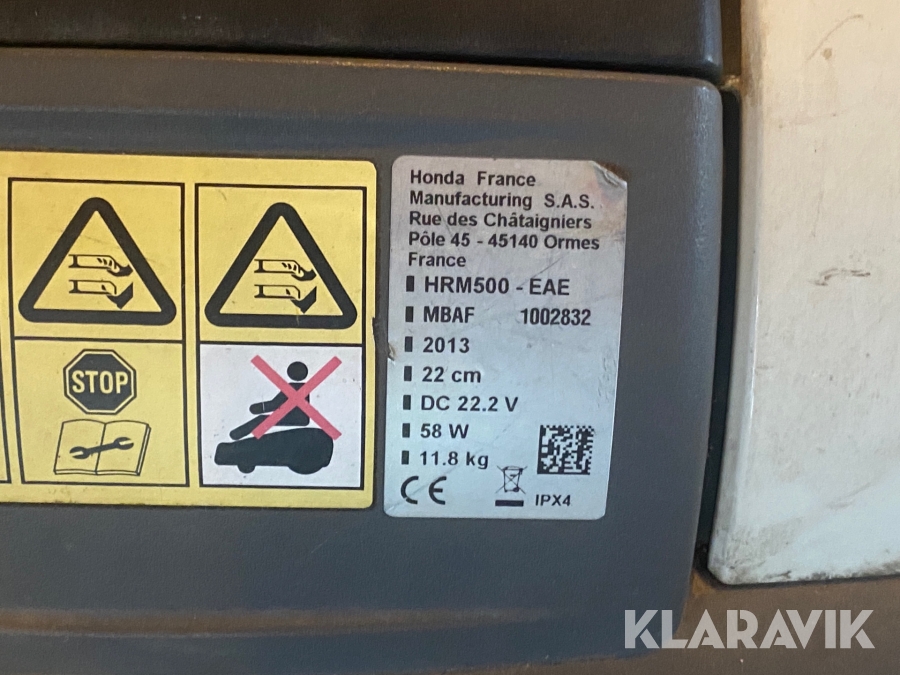 Honda France
Manufacturing S.A.S.
Rue des Châtaigniers
Pôle 45 - 45140 Ormes
France
HRM500 - EAE
MBAF 1002832
2013
22 cm
DC 22.2 V
58 W
11.8 kg
CE
IPX4
STOP
KLARAVIK